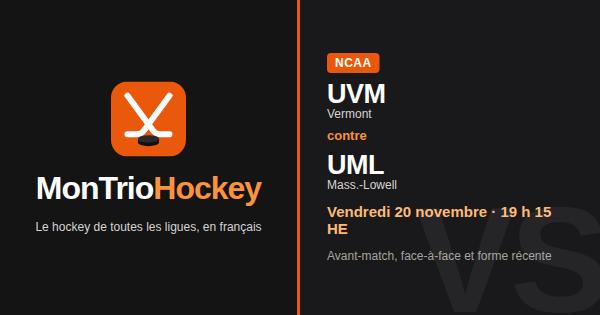 MonTrioHockey
Le hockey de toutes les ligues, en français
NCAA
UVM
Vermont
contre
UML
Mass.-Lowell
Vendredi 20 novembre · 19 h 15
HE
Avant-match, face-à-face et forme récente
VS